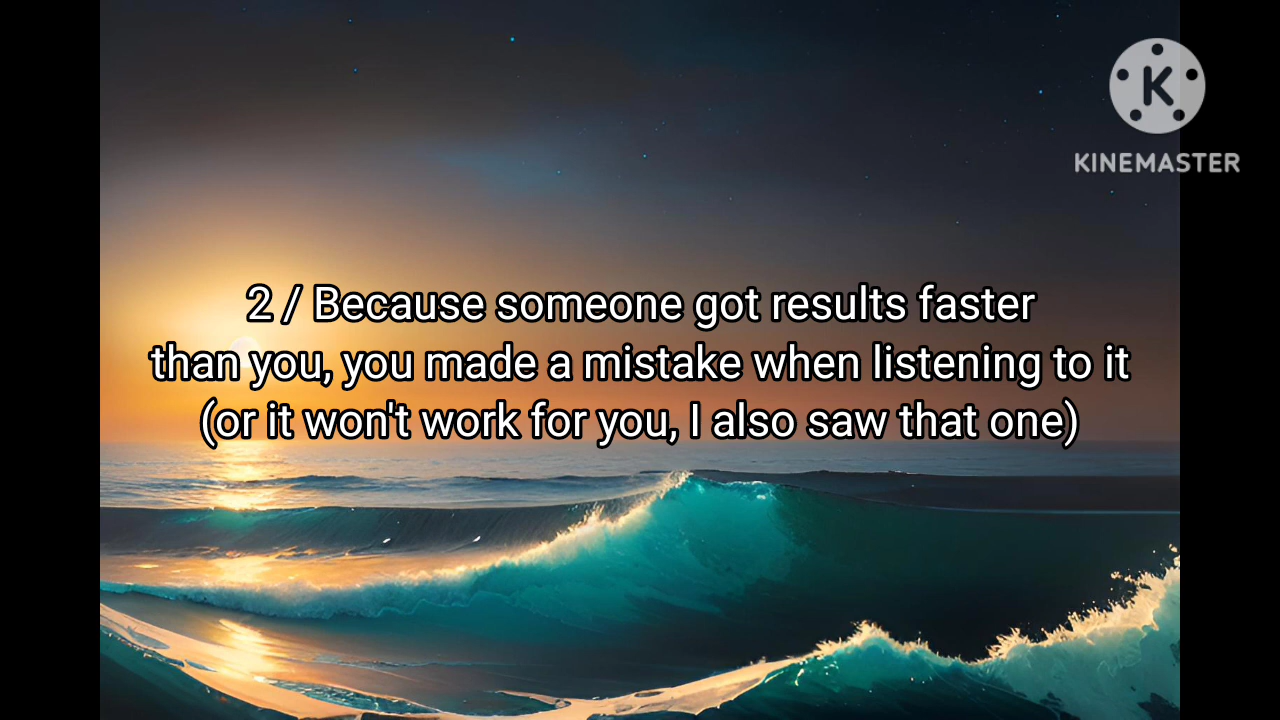 K
KINEMASTER
2 / Because someone got results faster
than you, you made a mistake when listening to it
(or it won't work for you, I also saw that one)